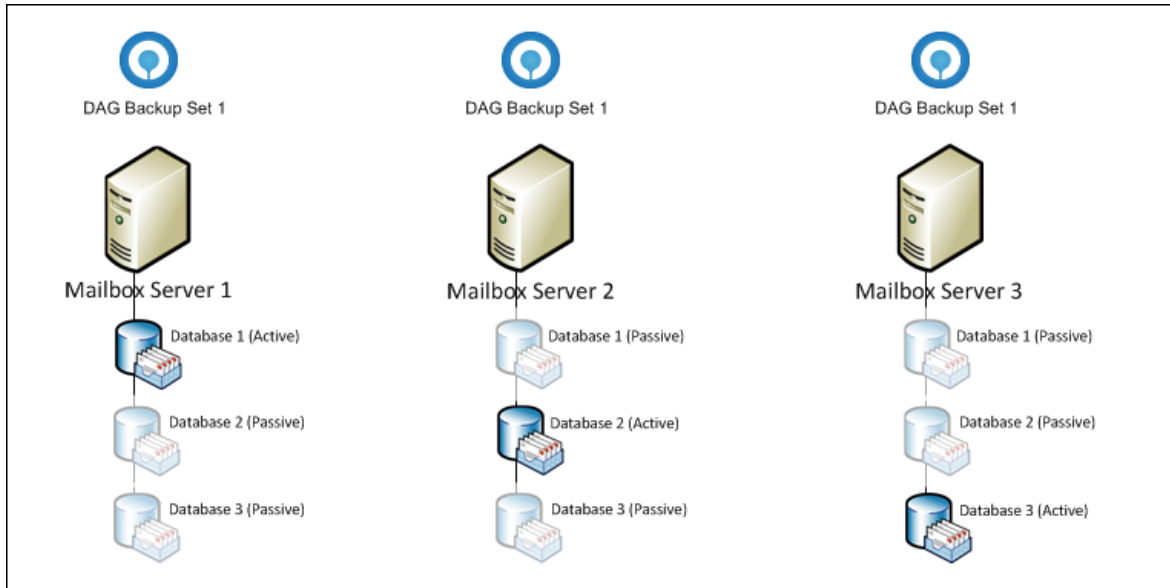 DAG Backup Set 1
DAG Backup Set 1
DAG Backup Set 1
Mailbox Server 1
Mailbox Server 2
Mailbox Server 3
Database 1 (Active)
Database 1 (Passive)
Database 1 (Passive)
Database 2 (Passive)
Database 2 (Active)
Database 2 (Passive)
Database 3 (Passive)
Database 3 (Passive)
Database 3 (Active)